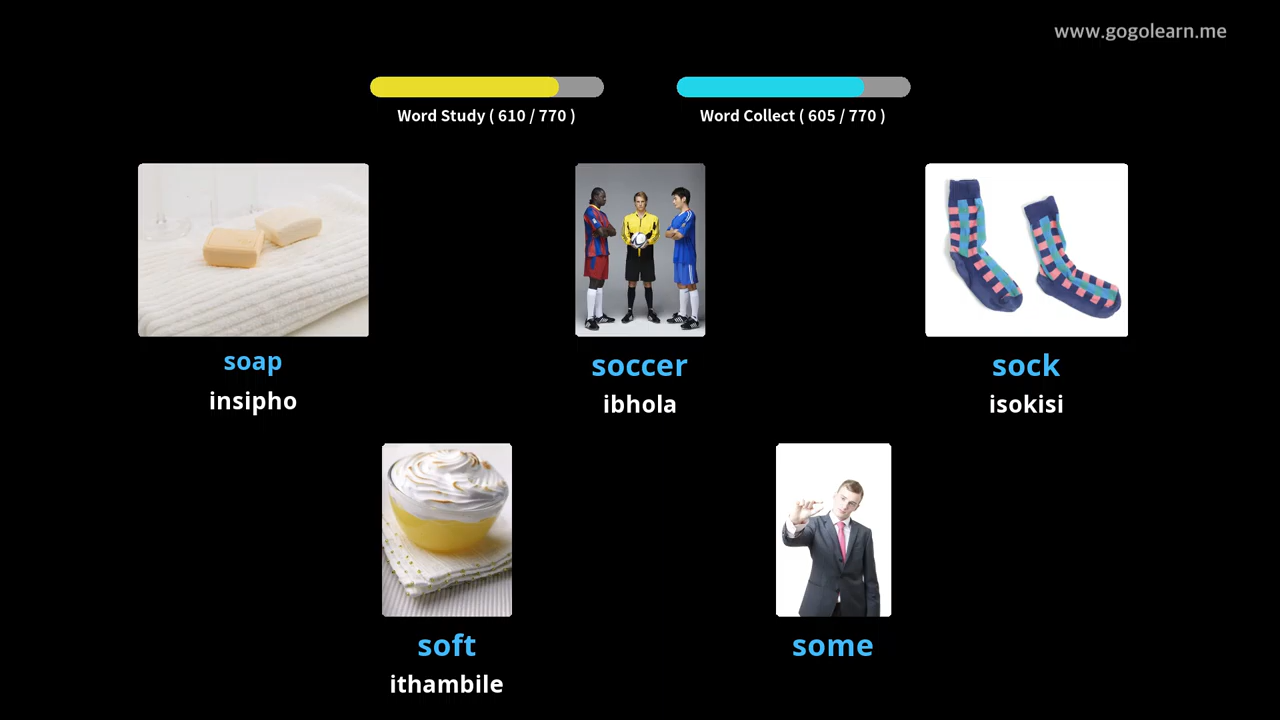 www.gogolearn.me
Word Study ( 610 / 770 )
Word Collect ( 605 / 770 )
soap
soccer
sock
insipho
ibhola
isokisi
soft
some
ithambile